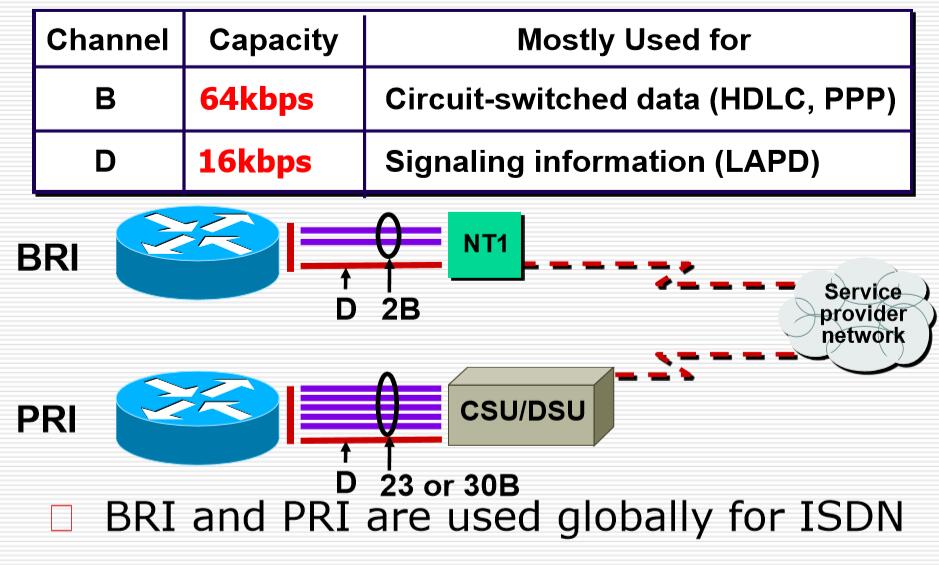 Channel Capacity Mostly Used for
B 64kbps Circuit-switched data (HDLC, PPP)
D 16kbps Signaling information (LAPD)
BRI
NT1
D 2B
Service
provider
network
PRI
CSU/DSU
D 23 or 30B
BRI and PRI are used globally for ISDN